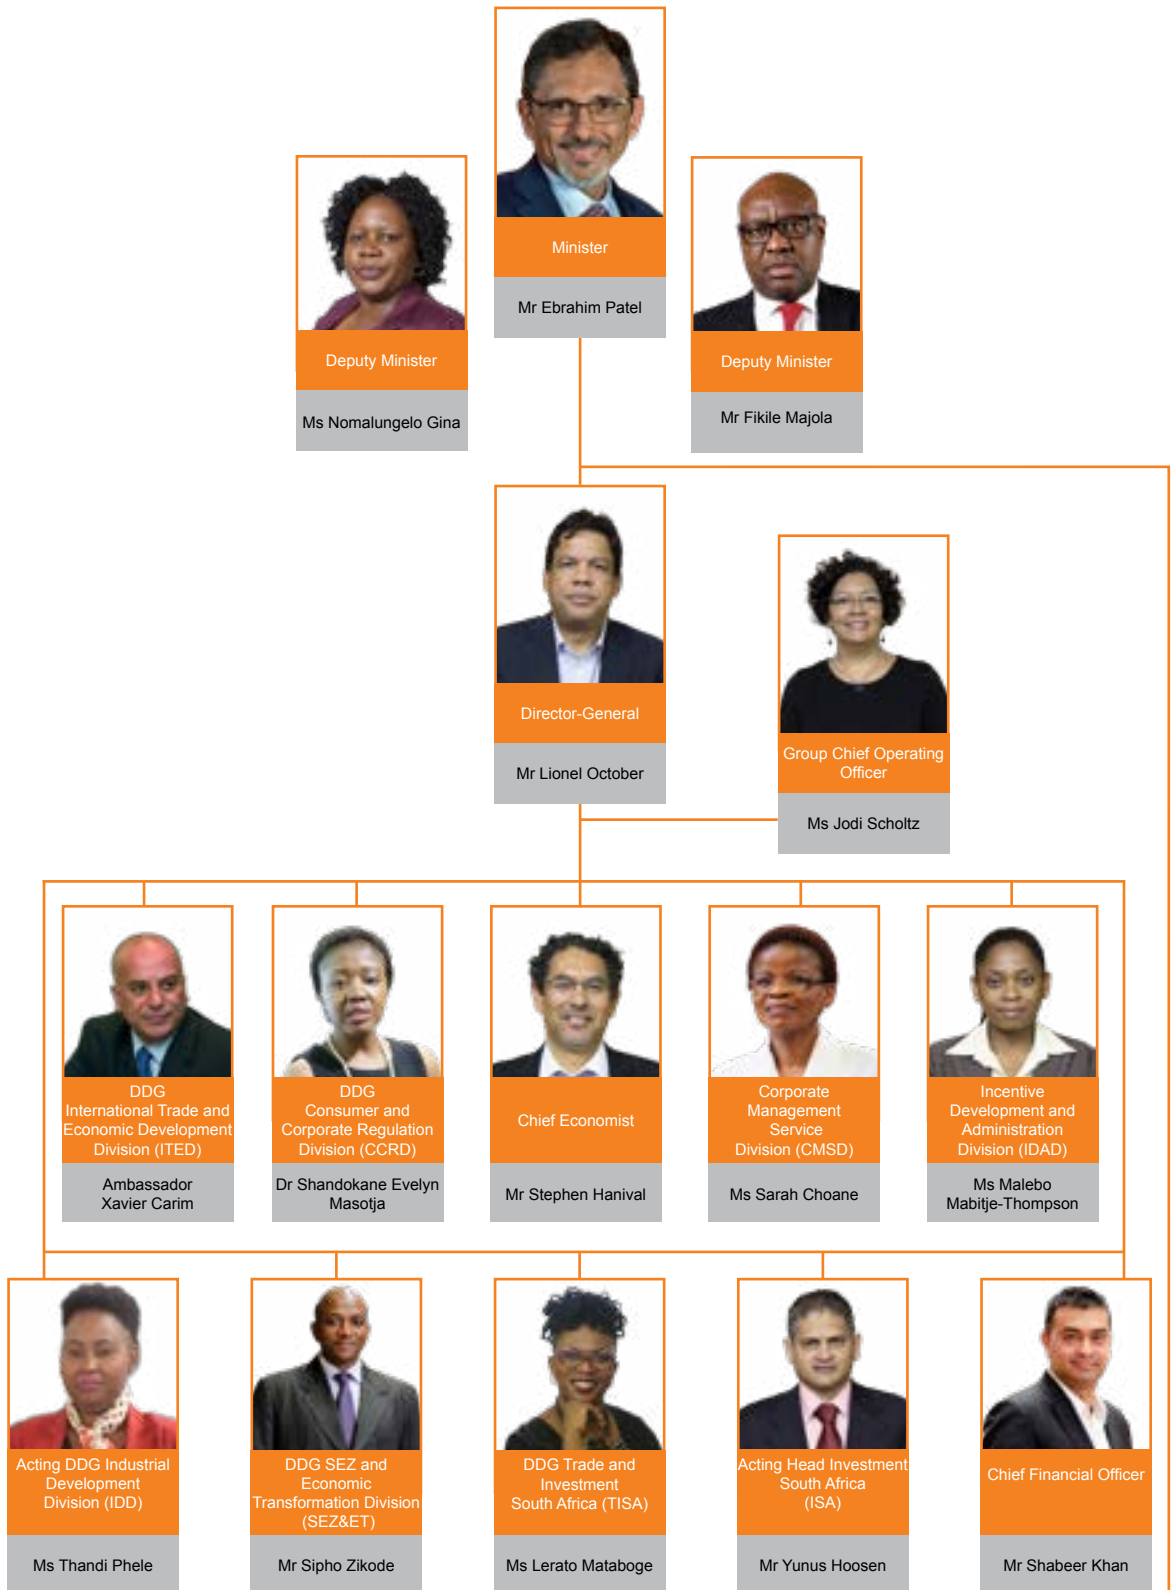 Minister
Mr Ebrahim Patel
Deputy Minister
Ms Nomalungelo Gina
Deputy Minister
Mr Fikile Majola
Director-General
Mr Lionel October
Group Chief Operating
Officer
Ms Jodi Scholtz
DDG
International Trade and
Economic Development
Division (ITED)
Ambassador
Xavier Carim
DDG
Consumer and
Corporate Regulation
Division (CCRD)
Dr Shandokane Evelyn
Masotja
Chief Economist
Mr Stephen Hanival
Corporate
Management
Service
Division (CMSD)
Ms Sarah Choane
Incentive
Development and
Administration
Division (IDAD)
Ms Malebo
Mabitje-Thompson
Acting DDG Industrial
Development
Division (IDD)
Ms Thandi Phele
DDG SEZ and
Economic
Transformation Division
(SEZ&ET)
Mr Sipho Zikode
DDG Trade and
Investment
South Africa (TISA)
Ms Lerato Mataboge
Acting Head Investment
South Africa
(ISA)
Mr Yunus Hoosen
Chief Financial Officer
Mr Shabeer Khan